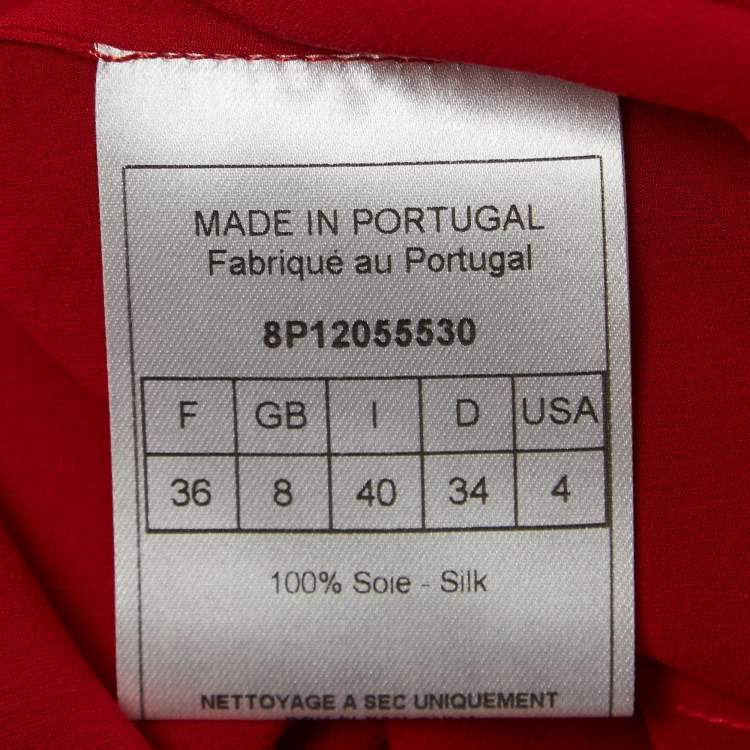 MADE IN PORTUGAL
Fabriqué au Portugal
8P12055530
F GB I D USA
36 8 40 34 4
100% Soie - Silk
NETTOYAGE A SEC UNIQUEMENT